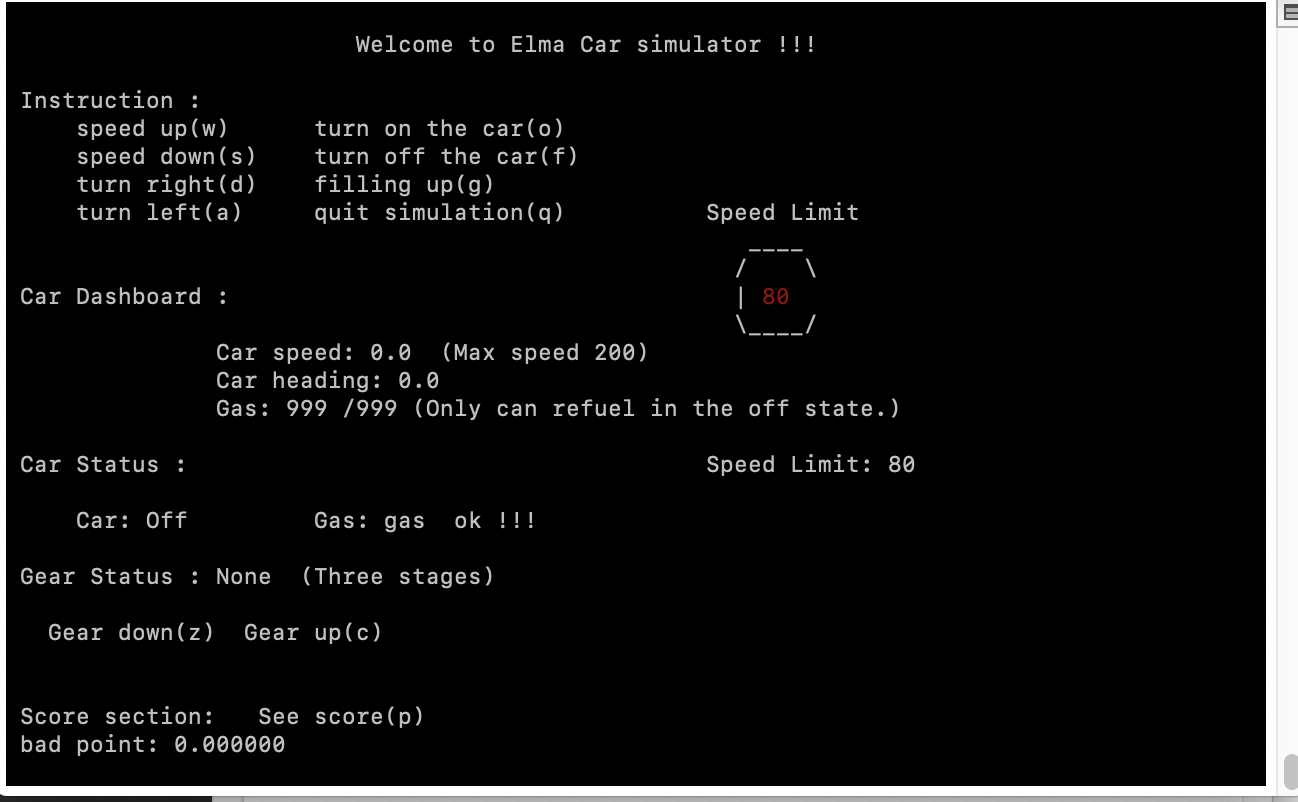 Welcome to Elma Car simulator !!!
Instruction :
speed up(w) turn on the car(o)
speed down(s) turn off the car(f)
turn right(d) filling up(g)
turn left(a) quit simulation(q) Speed Limit
____
/ \
Car Dashboard : | 80
\____/
Car speed: 0.0 (Max speed 200)
Car heading: 0.0
Gas: 999 /999 (Only can refuel in the off state.)
Car Status : Speed Limit: 80
Car: Off Gas: gas ok !!!
Gear Status : None (Three stages)
Gear down(z) Gear up(c)
Score section: See score(p)
bad point: 0.000000